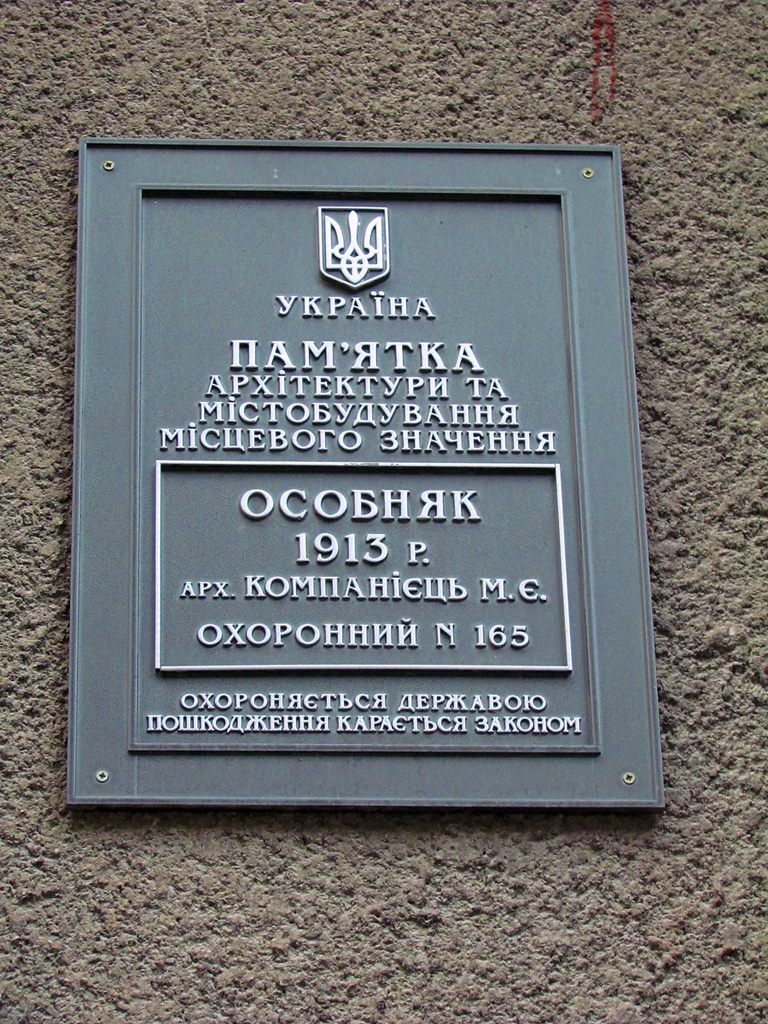 УКРАЇНА
ПАМ'ЯТКА
АРХІТЕКТУРИ ТА
МІСТОБУДУВАННЯ
МІСЦЕВОГО ЗНАЧЕННЯ
ОСОБНЯК
1913 Р.
АРХ. КОМПАНІЄЦЬ М.Є.
ОХОРОННИЙ N 165
ОХОРОНЯЄТЬСЯ ДЕРЖАВОЮ
ПОШКОДЖЕННЯ КАРАЄТЬСЯ ЗАКОНОМ